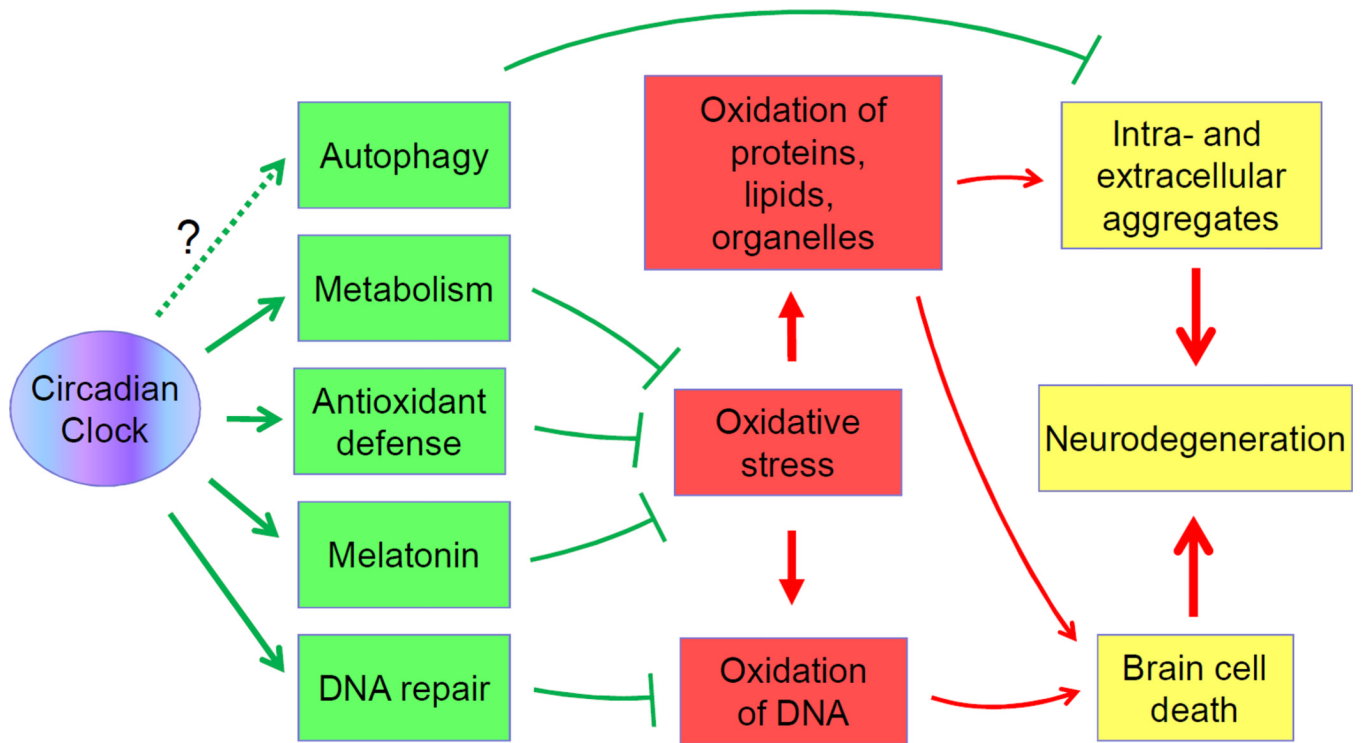 Autophagy
Oxidation of
proteins,
lipids,
organelles
Intra- and
extracellular
aggregates
?
Metabolism
Circadian
Clock
Antioxidant
defense
Oxidative
stress
Neurodegeneration
Melatonin
DNA repair
Oxidation
of DNA
Brain cell
death